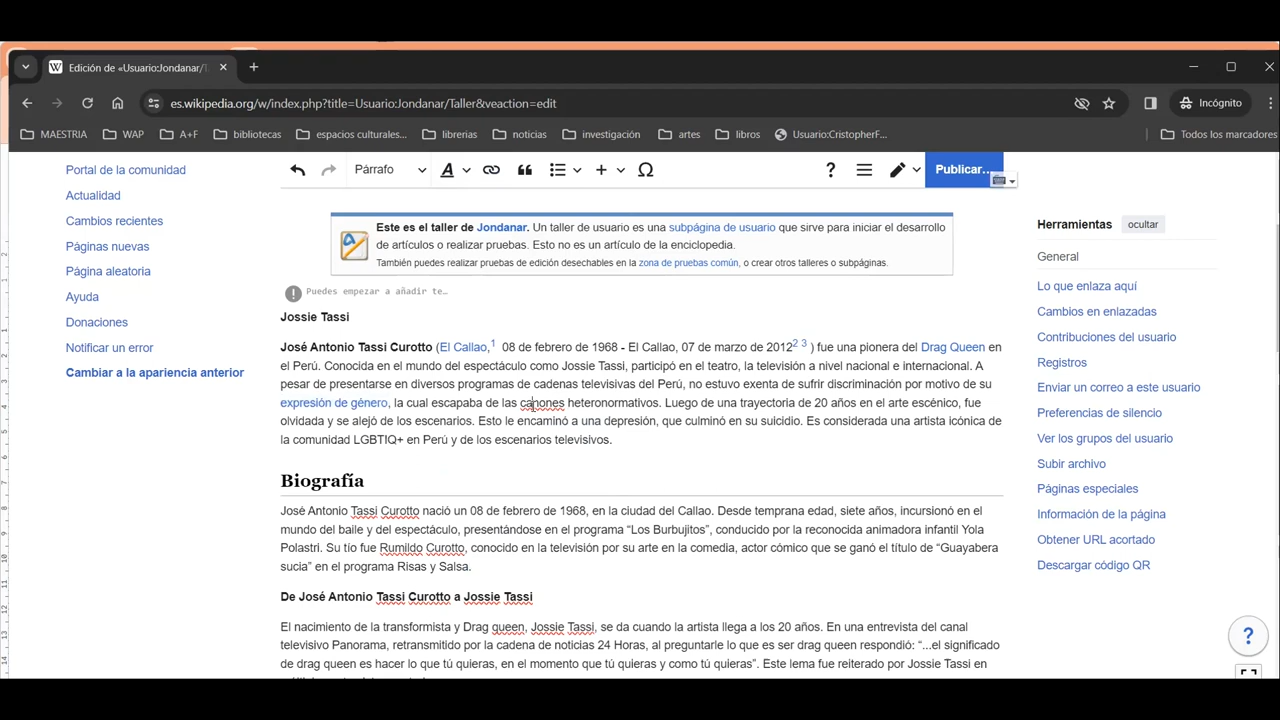 Edición de «Usuario:Jondanar/T
es.wikipedia.org/w/index.php?title=Usuario:Jondanar/Taller&veaction=edit
Incógnito
MAESTRIA
WAP
A+F
bibliotecas
espacios culturales...
librerias
noticias
investigación
artes
libros
Usuario:CristopherF...
Todos los marcadores
Portal de la comunidad
Actualidad
Cambios recientes
Páginas nuevas
Página aleatoria
Ayuda
Donaciones
Notificar un error
Cambiar a la apariencia anterior
Párrafo
A
Ω
?
Publicar...
Este es el taller de Jondanar. Un taller de usuario es una subpágina de usuario que sirve para iniciar el desarrollo
de artículos o realizar pruebas. Esto no es un artículo de la enciclopedia.
También puedes realizar pruebas de edición desechables en la zona de pruebas común, o crear otros talleres o subpáginas.
Puedes empezar a añadir te…
Jossie Tassi
José Antonio Tassi Curotto (El Callao,1 08 de febrero de 1968 - El Callao, 07 de marzo de 20122 3 ) fue una pionera del Drag Queen en
el Perú. Conocida en el mundo del espectáculo como Jossie Tassi, participó en el teatro, la televisión a nivel nacional e internacional. A
pesar de presentarse en diversos programas de cadenas televisivas del Perú, no estuvo exenta de sufrir discriminación por motivo de su
expresión de género, la cual escapaba de las canones heteronormativos. Luego de una trayectoria de 20 años en el arte escénico, fue
olvidada y se alejó de los escenarios. Esto le encaminó a una depresión, que culminó en su suicidio. Es considerada una artista icónica de
la comunidad LGBTIQ+ en Perú y de los escenarios televisivos.
Biografía
José Antonio Tassi Curotto nació un 08 de febrero de 1968, en la ciudad del Callao. Desde temprana edad, siete años, incursionó en el
mundo del baile y del espectáculo, presentándose en el programa “Los Burbujitos”, conducido por la reconocida animadora infantil Yola
Polastri. Su tío fue Rumildo Curotto, conocido en la televisión por su arte en la comedia, actor cómico que se ganó el título de “Guayabera
sucia” en el programa Risas y Salsa.
De José Antonio Tassi Curotto a Jossie Tassi
El nacimiento de la transformista y Drag queen, Jossie Tassi, se da cuando la artista llega a los 20 años. En una entrevista del canal
televisivo Panorama, retransmitido por la cadena de noticias 24 Horas, al preguntarle lo que es ser drag queen respondió: “...el significado
de drag queen es hacer lo que tú quieras, en el momento que tú quieras y como tú quieras”. Este lema fue reiterado por Jossie Tassi en
Herramientas
ocultar
General
Lo que enlaza aquí
Cambios en enlazadas
Contribuciones del usuario
Registros
Enviar un correo a este usuario
Preferencias de silencio
Ver los grupos del usuario
Subir archivo
Páginas especiales
Información de la página
Obtener URL acortado
Descargar código QR
?